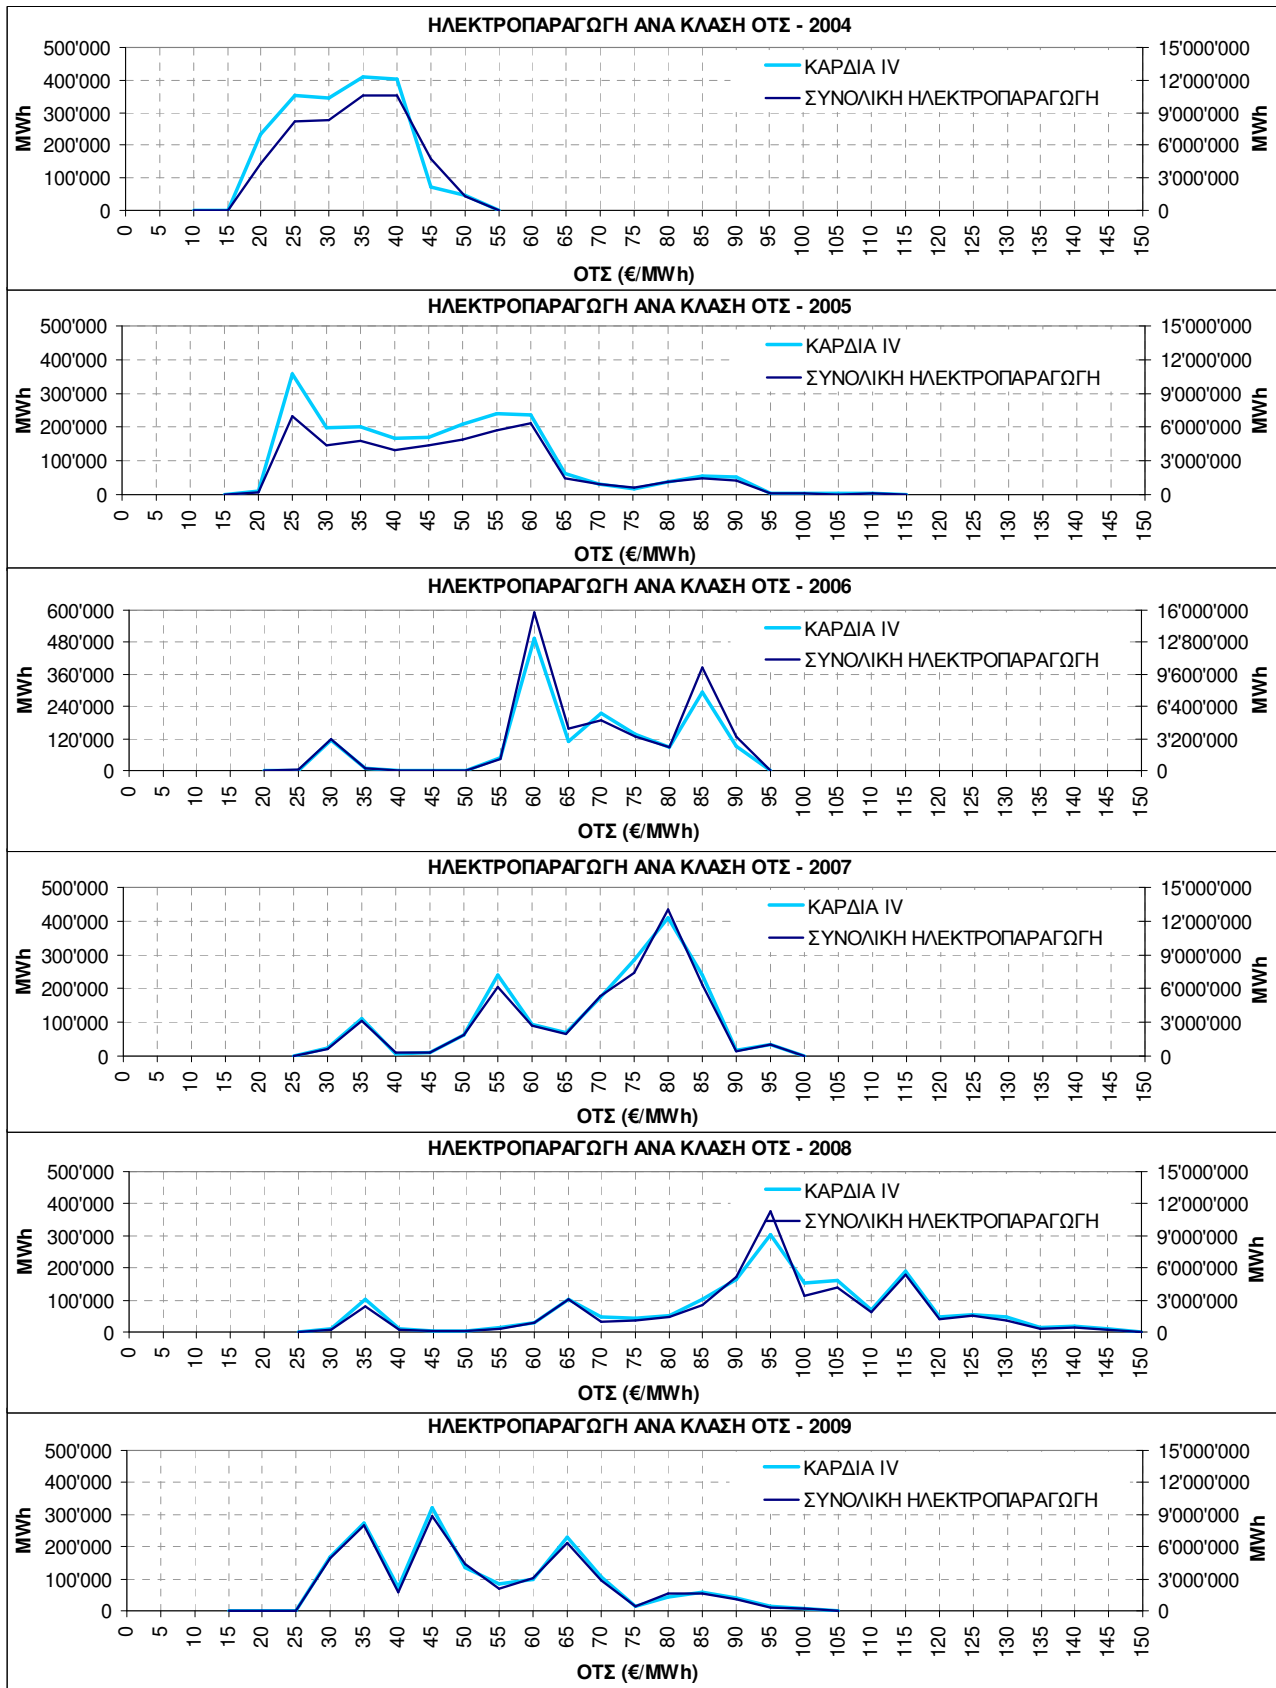 ΗΛΕΚΤΡΟΠΑΡΑΓΩΓΗ ΑΝΑ ΚΛΑΣΗ ΟΤΣ - 2004
500'000 400'000 300'000 200'000 100'000 0
MWh
ΚΑΡΔΙΑ IV
ΣΥΝΟΛΙΚΗ ΗΛΕΚΤΡΟΠΑΡΑΓΩΓΗ
15'000'000 12'000'000 9'000'000 6'000'000 3'000'000 0
MWh
0 5 10 15 20 25 30 35 40 45 50 55 60 65 70 75 80 85 90 95 100 105 110 115 120 125 130 135 140 145 150
ΟΤΣ (€/MWh)
ΗΛΕΚΤΡΟΠΑΡΑΓΩΓΗ ΑΝΑ ΚΛΑΣΗ ΟΤΣ - 2005
500'000 400'000 300'000 200'000 100'000 0
MWh
ΚΑΡΔΙΑ IV
ΣΥΝΟΛΙΚΗ ΗΛΕΚΤΡΟΠΑΡΑΓΩΓΗ
15'000'000 12'000'000 9'000'000 6'000'000 3'000'000 0
MWh
0 5 10 15 20 25 30 35 40 45 50 55 60 65 70 75 80 85 90 95 100 105 110 115 120 125 130 135 140 145 150
ΟΤΣ (€/MWh)
ΗΛΕΚΤΡΟΠΑΡΑΓΩΓΗ ΑΝΑ ΚΛΑΣΗ ΟΤΣ - 2006
600'000 480'000 360'000 240'000 120'000 0
MWh
ΚΑΡΔΙΑ IV
ΣΥΝΟΛΙΚΗ ΗΛΕΚΤΡΟΠΑΡΑΓΩΓΗ
16'000'000 12'800'000 9'600'000 6'400'000 3'200'000 0
MWh
0 5 10 15 20 25 30 35 40 45 50 55 60 65 70 75 80 85 90 95 100 105 110 115 120 125 130 135 140 145 150
ΟΤΣ (€/MWh)
ΗΛΕΚΤΡΟΠΑΡΑΓΩΓΗ ΑΝΑ ΚΛΑΣΗ ΟΤΣ - 2007
500'000 400'000 300'000 200'000 100'000 0
MWh
ΚΑΡΔΙΑ IV
ΣΥΝΟΛΙΚΗ ΗΛΕΚΤΡΟΠΑΡΑΓΩΓΗ
15'000'000 12'000'000 9'000'000 6'000'000 3'000'000 0
MWh
0 5 10 15 20 25 30 35 40 45 50 55 60 65 70 75 80 85 90 95 100 105 110 115 120 125 130 135 140 145 150
ΟΤΣ (€/MWh)
ΗΛΕΚΤΡΟΠΑΡΑΓΩΓΗ ΑΝΑ ΚΛΑΣΗ ΟΤΣ - 2008
500'000 400'000 300'000 200'000 100'000 0
MWh
ΚΑΡΔΙΑ IV
ΣΥΝΟΛΙΚΗ ΗΛΕΚΤΡΟΠΑΡΑΓΩΓΗ
15'000'000 12'000'000 9'000'000 6'000'000 3'000'000 0
MWh
0 5 10 15 20 25 30 35 40 45 50 55 60 65 70 75 80 85 90 95 100 105 110 115 120 125 130 135 140 145 150
ΟΤΣ (€/MWh)
ΗΛΕΚΤΡΟΠΑΡΑΓΩΓΗ ΑΝΑ ΚΛΑΣΗ ΟΤΣ - 2009
500'000 400'000 300'000 200'000 100'000 0
MWh
ΚΑΡΔΙΑ IV
ΣΥΝΟΛΙΚΗ ΗΛΕΚΤΡΟΠΑΡΑΓΩΓΗ
15'000'000 12'000'000 9'000'000 6'000'000 3'000'000 0
MWh
0 5 10 15 20 25 30 35 40 45 50 55 60 65 70 75 80 85 90 95 100 105 110 115 120 125 130 135 140 145 150
ΟΤΣ (€/MWh)